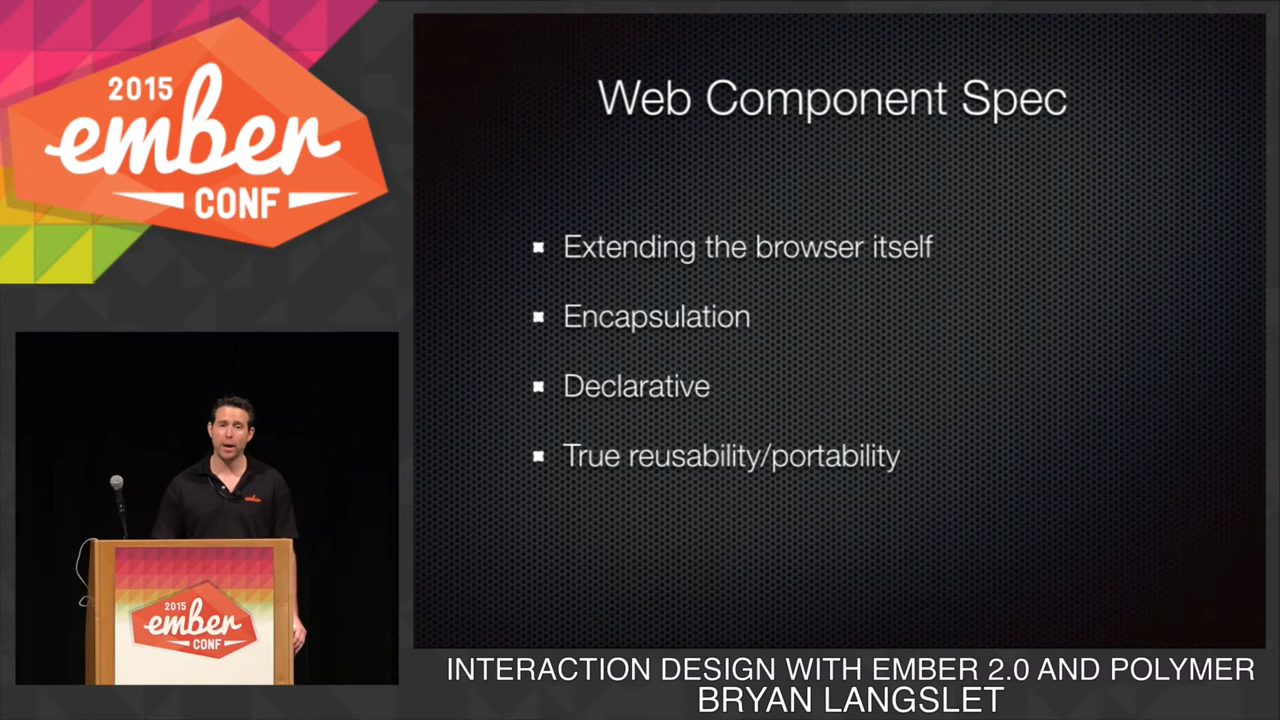 2015
ember
CONF
Web Component Spec
Extending the browser itself
Encapsulation
Declarative
True reusability/portability
ember
2015
ember
CONF
INTERACTION DESIGN WITH EMBER 2.0 AND POLYMER
BRYAN LANGSLET